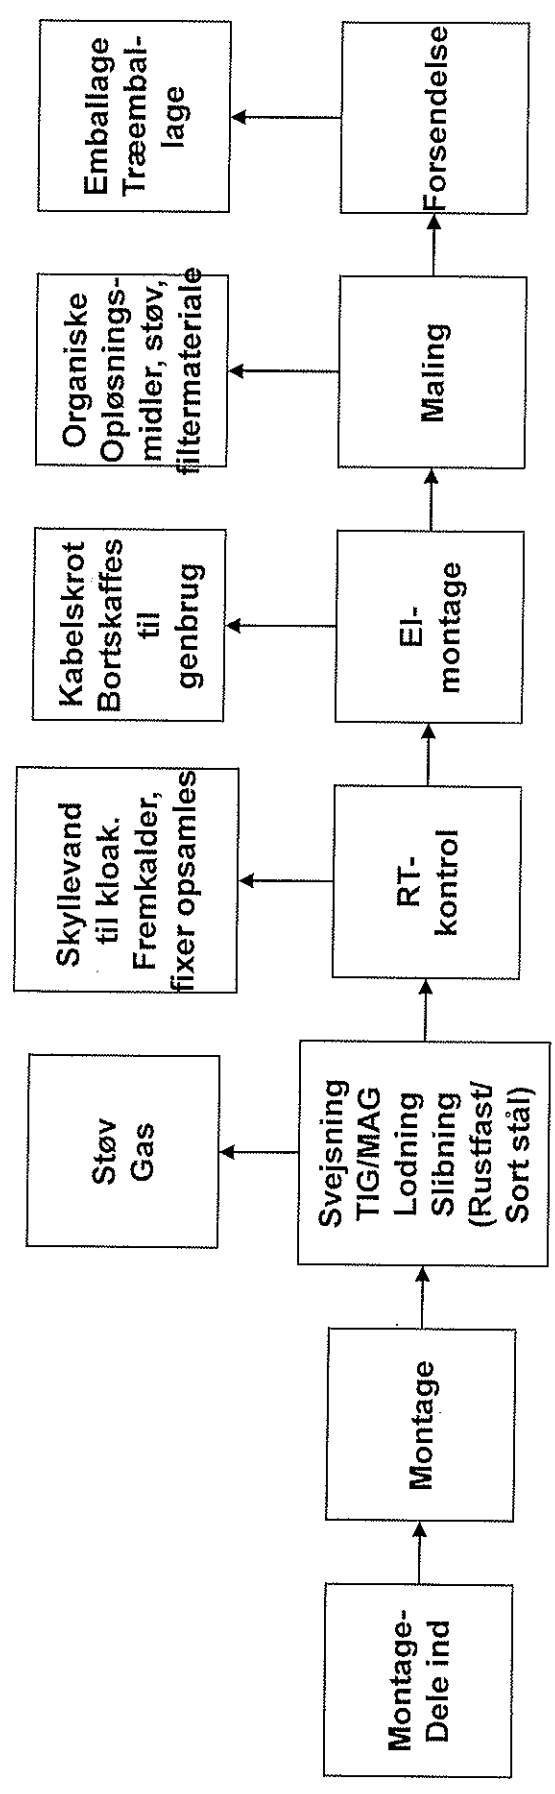 Støv
Gas
Skyllevand
til kloak.
Fremkalder,
fixer opsamles
Kabelskrot
Bortskaffes
til
genbrug
Organiske
Opløsnings-
midler, støv,
filtermateriale
Emballage
Træembal-
lage
Montage-
Dele ind
Montage
Svejsning
TIG/MAG
Lodning
Slibning
(Rustfast/
Sort stål)
RT-
kontrol
El-
montage
Maling
Forsendelse